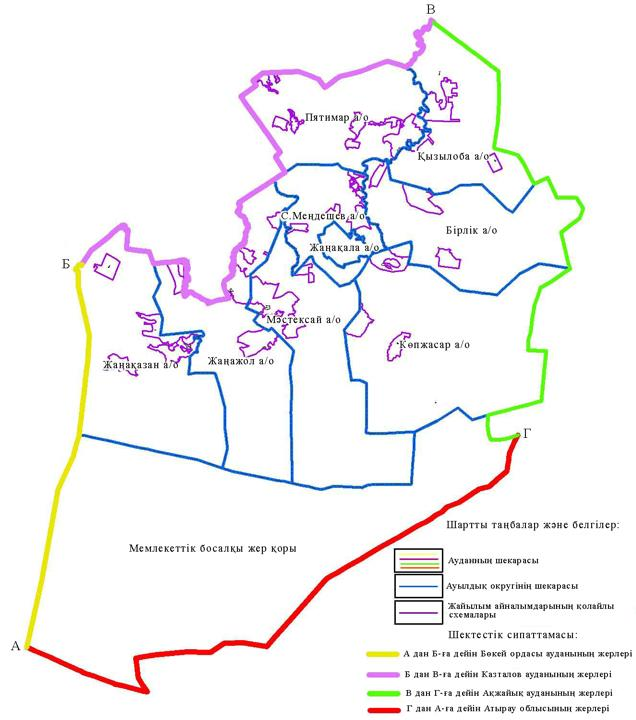 В
Пятимар а/о
Қызылоба а/о
С.Меңдешев а/о
Бірлік а/о
Жаңақала а/о
Б
Мәстексай а/о
Көпжасар а/о
Жаңажол а/о
Жаңақазан а/о
Г
Шартты таңбалар және белгілер:
Мемлекеттік босалқы жер қоры
Ауданның шекарасы
Ауылдық округінің шекарасы
Жайылым айналымдарының қолайлы
схемалары
Шектестік сипаттамасы:
А
А дан Б-ға дейін Бөкей ордасы ауданының жерлері
Б дан В-ға дейін Казталов ауданының жерлері
В дан Г-ға дейін Ақжайық ауданының жерлері
Г дан А-ға дейін Атырау облысының жерлері